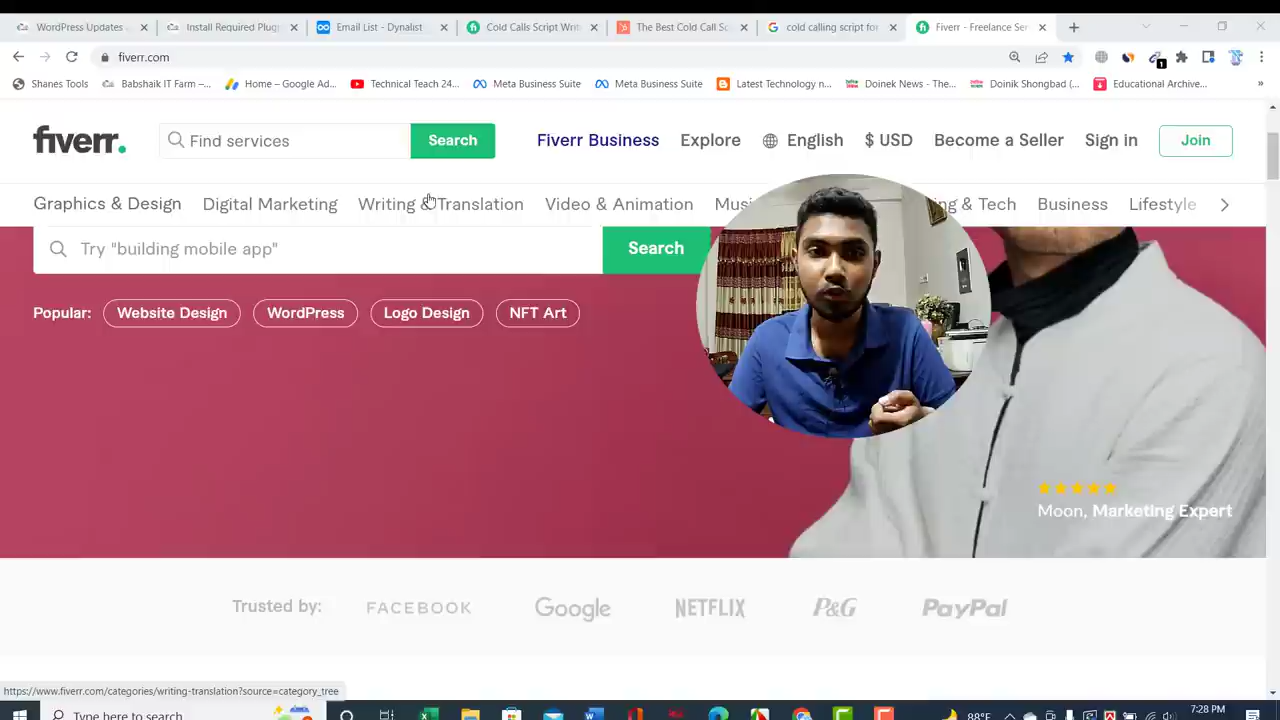 WordPress Updates
Install Required Plug
Email List - Dynalist
Cold Calls Script Writ
The Best Cold Call Sc
cold calling script for
Fiverr - Freelance Ser
fiverr.com
1
Shanes Tools
Babshaik IT Farm –...
Home – Google Ad...
Technical Teach 24...
Meta Business Suite
Meta Business Suite
Latest Technology n...
Doinek News - The...
Doinik Shongbad (...
Educational Archive...
»
fiverr.
Find services
Search
Fiverr Business
Explore
English
$ USD
Become a Seller
Sign in
Join
Graphics & Design
Digital Marketing
Writing & Translation
Video & Animation
Musi
ng & Tech
Business
Lifestyle
Try "building mobile app"
Search
Popular:
Website Design
WordPress
Logo Design
NFT Art
Moon, Marketing Expert
Trusted by:
FACEBOOK
Google
NETFLIX
P&G
PayPal
https://www.fiverr.com/categories/writing-translation?source=category_tree
Type here to search
88°F
7:28 PM